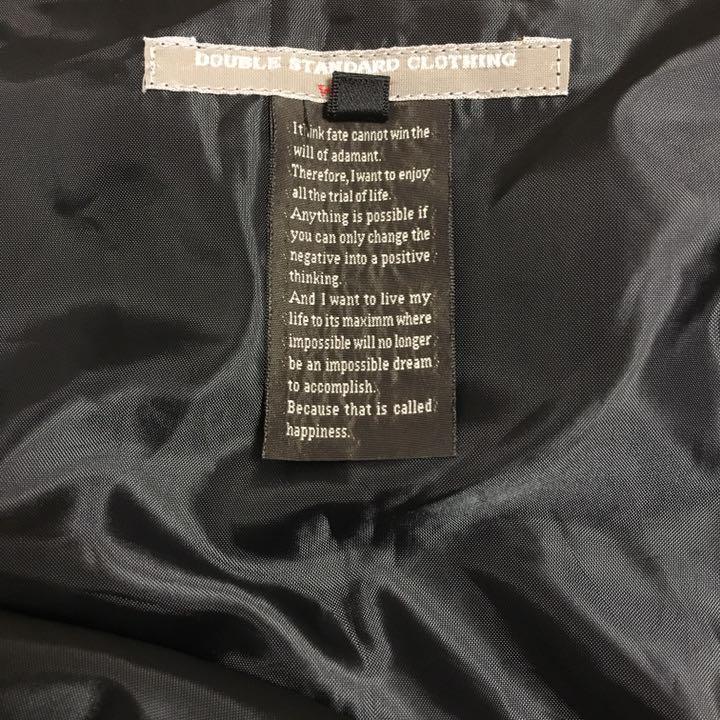 DOUBLE STANDARD CLOTHING
I think fate cannot win the
will of adamant.
Therefore, I want to enjoy
all the trial of life.
Anything is possible if
you can only change the
negative into a positive
thinking.
And I want to live my
life to its maximm where
impossible will no longer
be an impossible dream
to accomplish.
Because that is called
happiness.